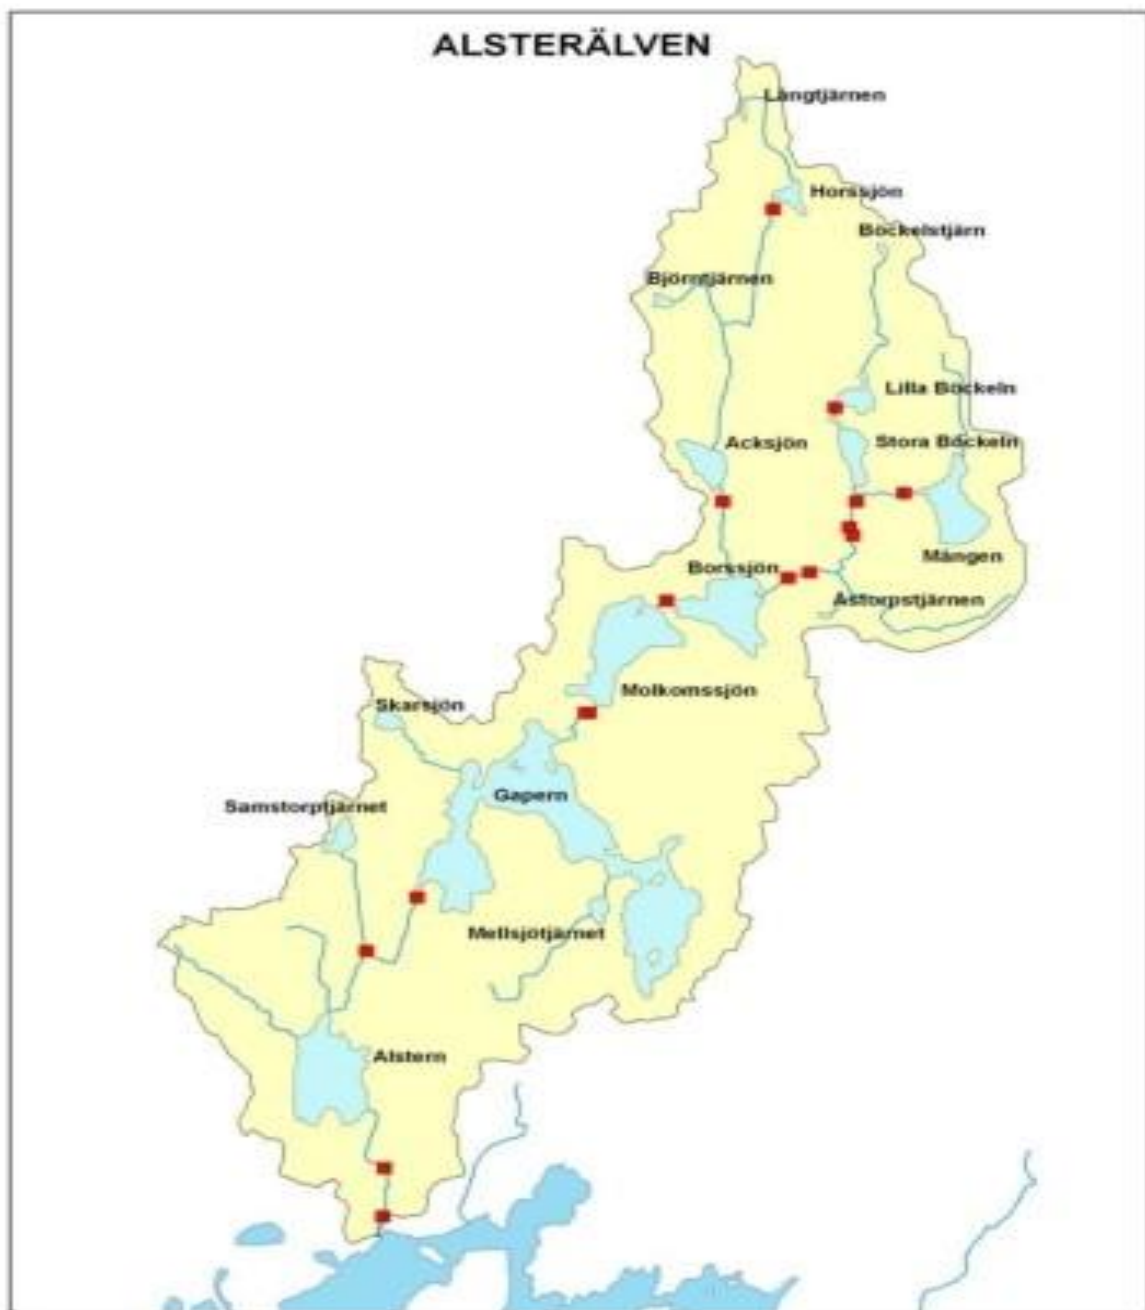 ALSTERÄLVEN
Långtjärnen
Horssjön
Böckelstjärn
Björntjärnen
Lilla Böckeln
Acksjön
Stora Böckeln
Mången
Borssjön
Åstorpstjärnen
Molkomssjön
Skarsjön
Gapern
Samstorptjärnet
Mellsjötjärnet
Alstern